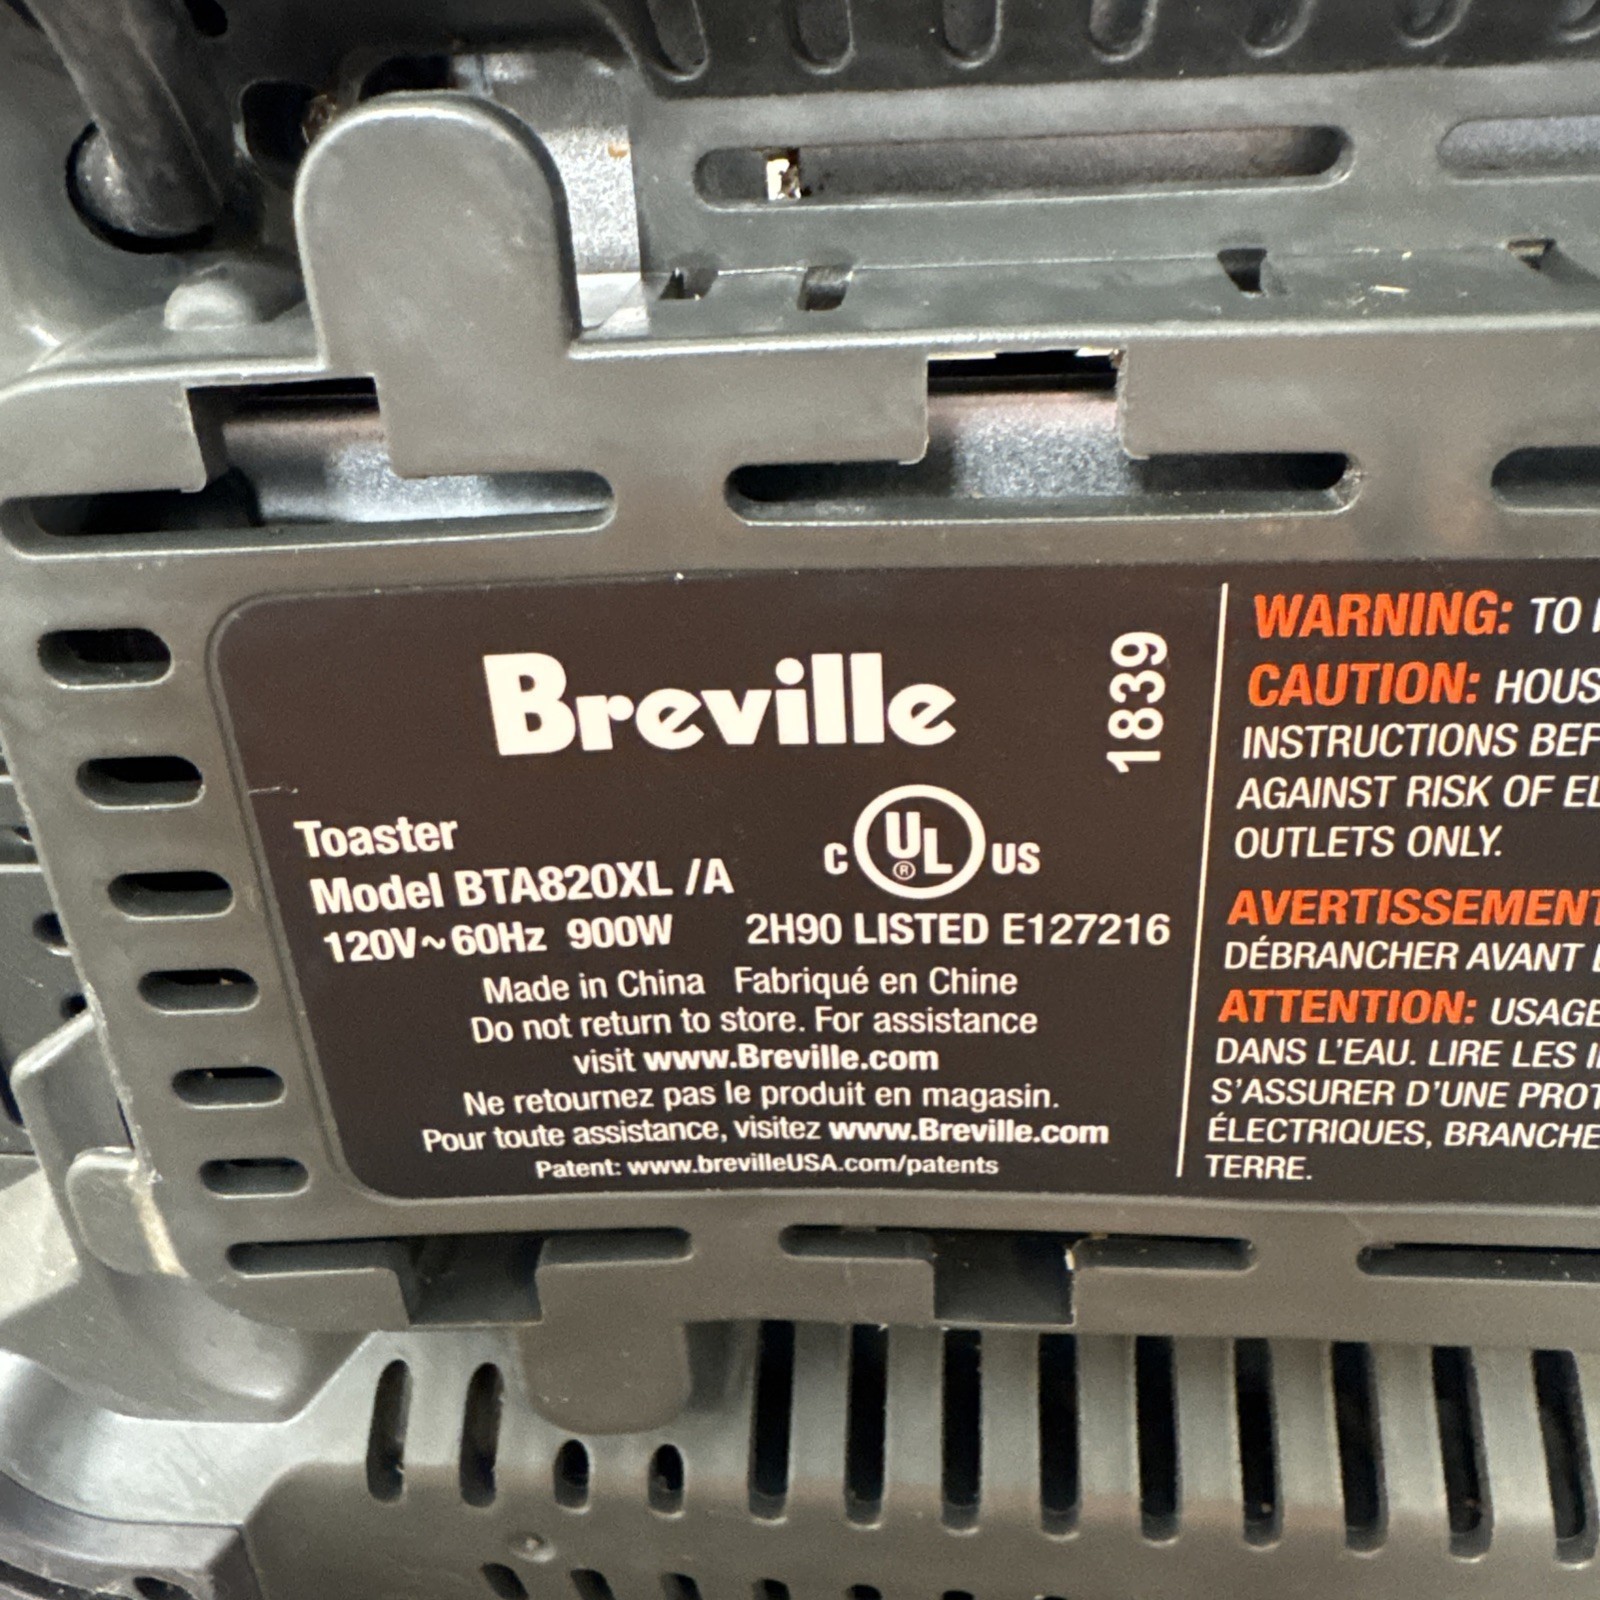 Breville
1839
Toaster
Model BTA820XL /A
120V~60Hz 900W
C UL® US
2H90 LISTED E127216
Made in China Fabriqué en Chine
Do not return to store. For assistance
visit www.Breville.com
Ne retournez pas le produit en magasin.
Pour toute assistance, visitez www.Breville.com
Patent: www.brevilleUSA.com/patents
WARNING: TO
CAUTION: HOUS
INSTRUCTIONS BEF
AGAINST RISK OF EL
OUTLETS ONLY.
AVERTISSEMENT
DÉBRANCHER AVANT
ATTENTION: USAGE
DANS L'EAU. LIRE LES
S'ASSURER D'UNE PROT
ÉLECTRIQUES, BRANCHE
TERRE.